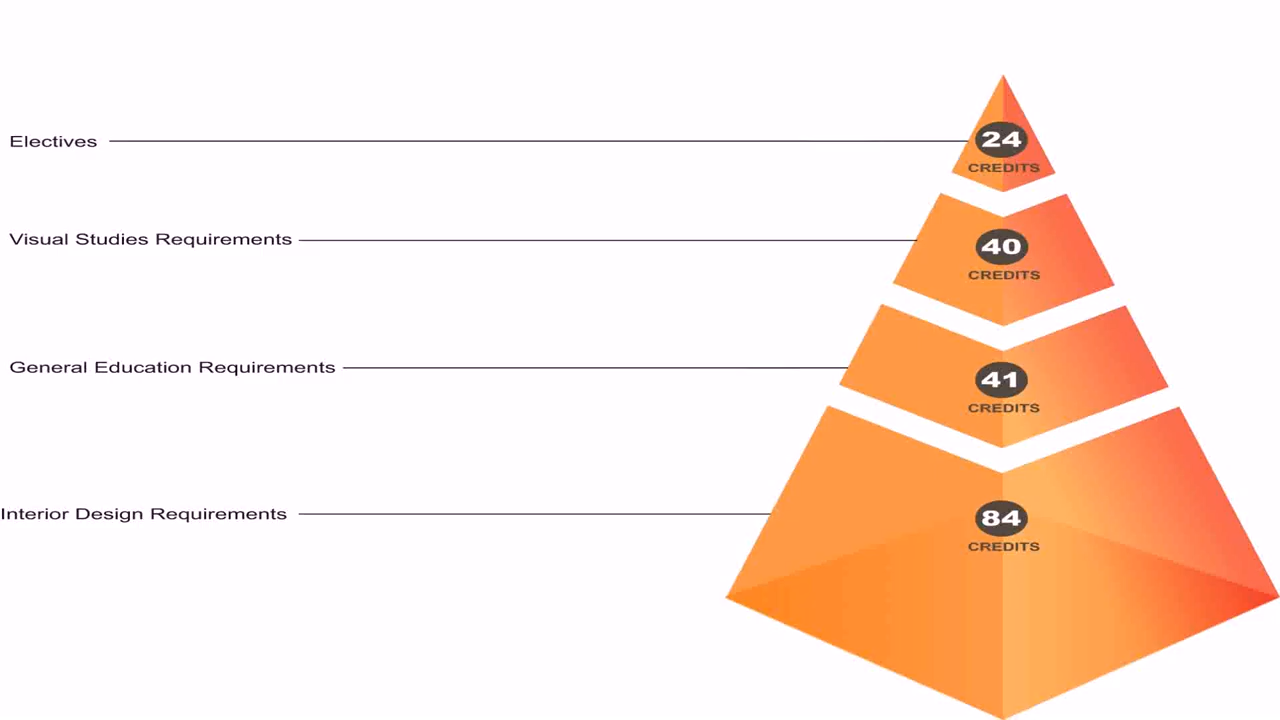 Electives
24
CREDITS
Visual Studies Requirements
40
CREDITS
General Education Requirements
41
CREDITS
Interior Design Requirements
84
CREDITS